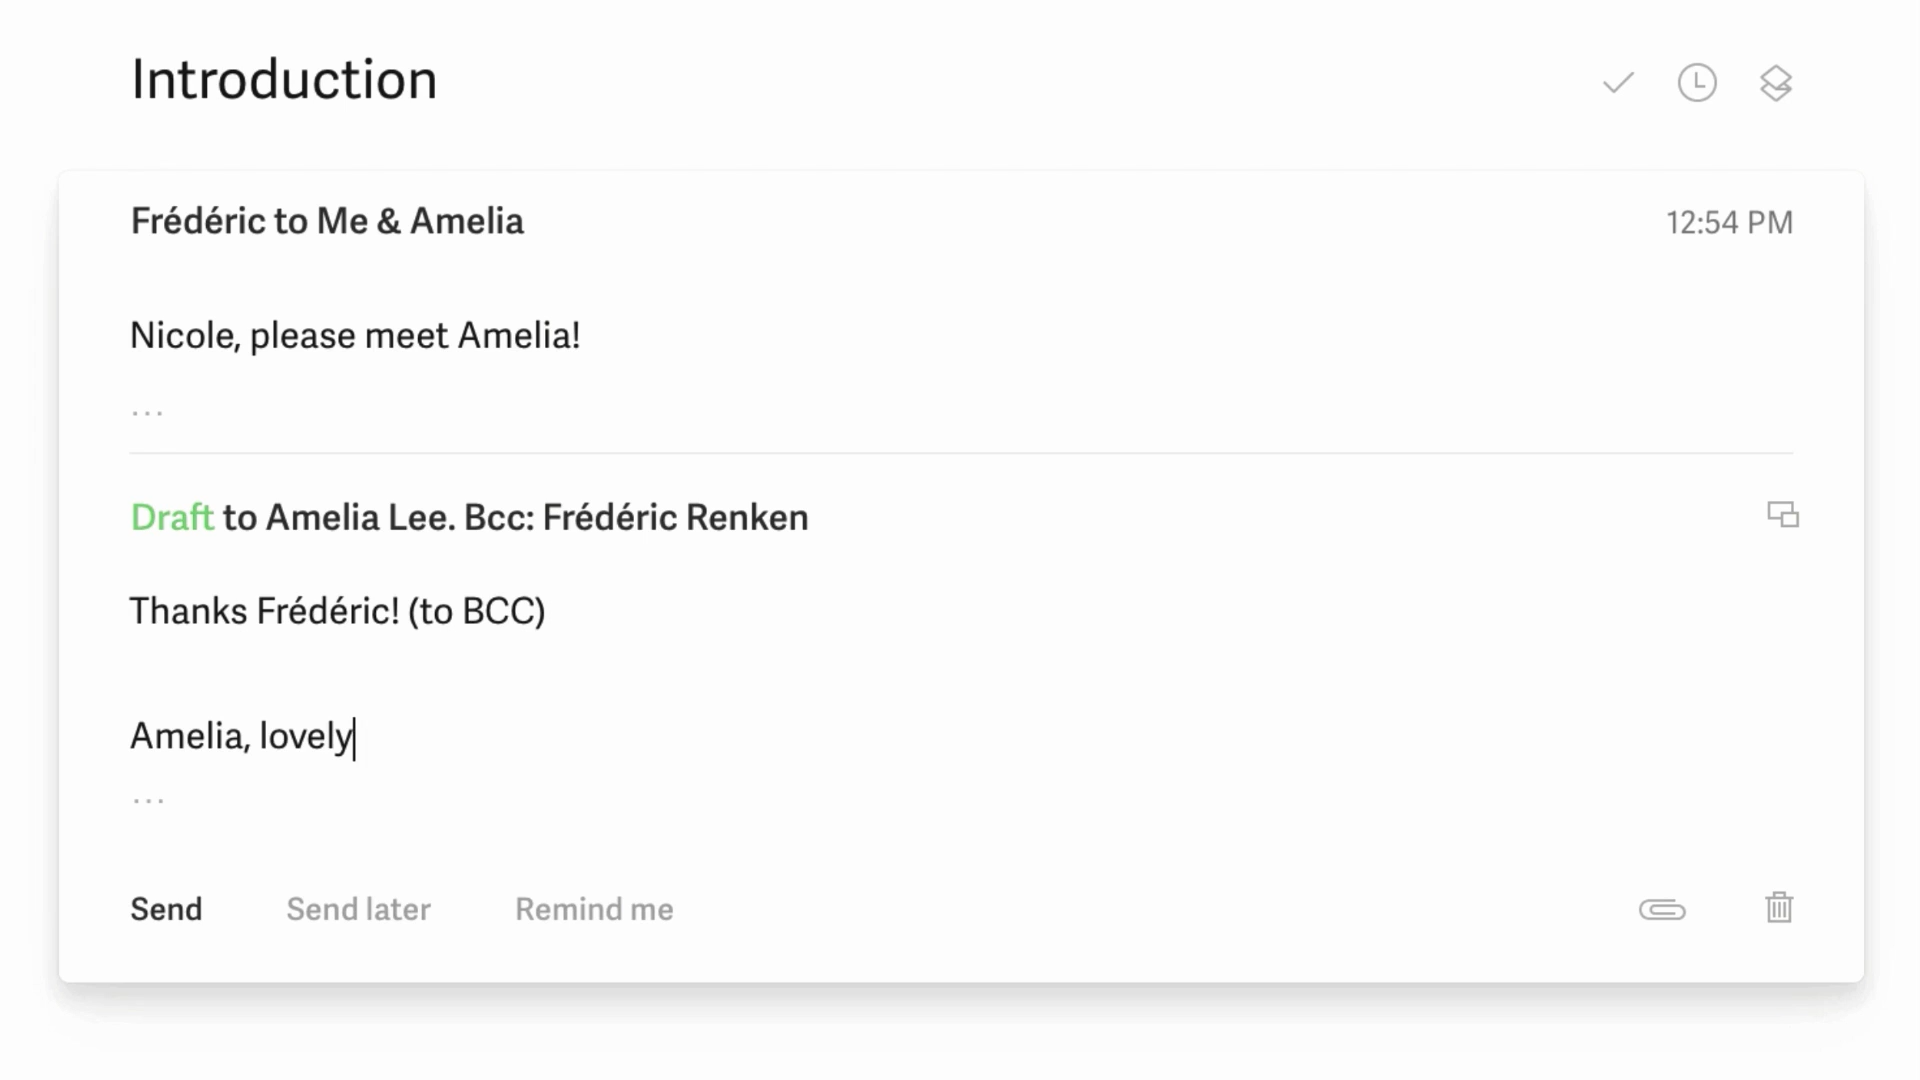 Introduction
Frédéric to Me & Amelia
12:54 PM
Nicole, please meet Amelia!
...
Draft to Amelia Lee. Bcc: Frédéric Renken
Thanks Frédéric! (to BCC)
Amelia, lovely
...
Send
Send later
Remind me